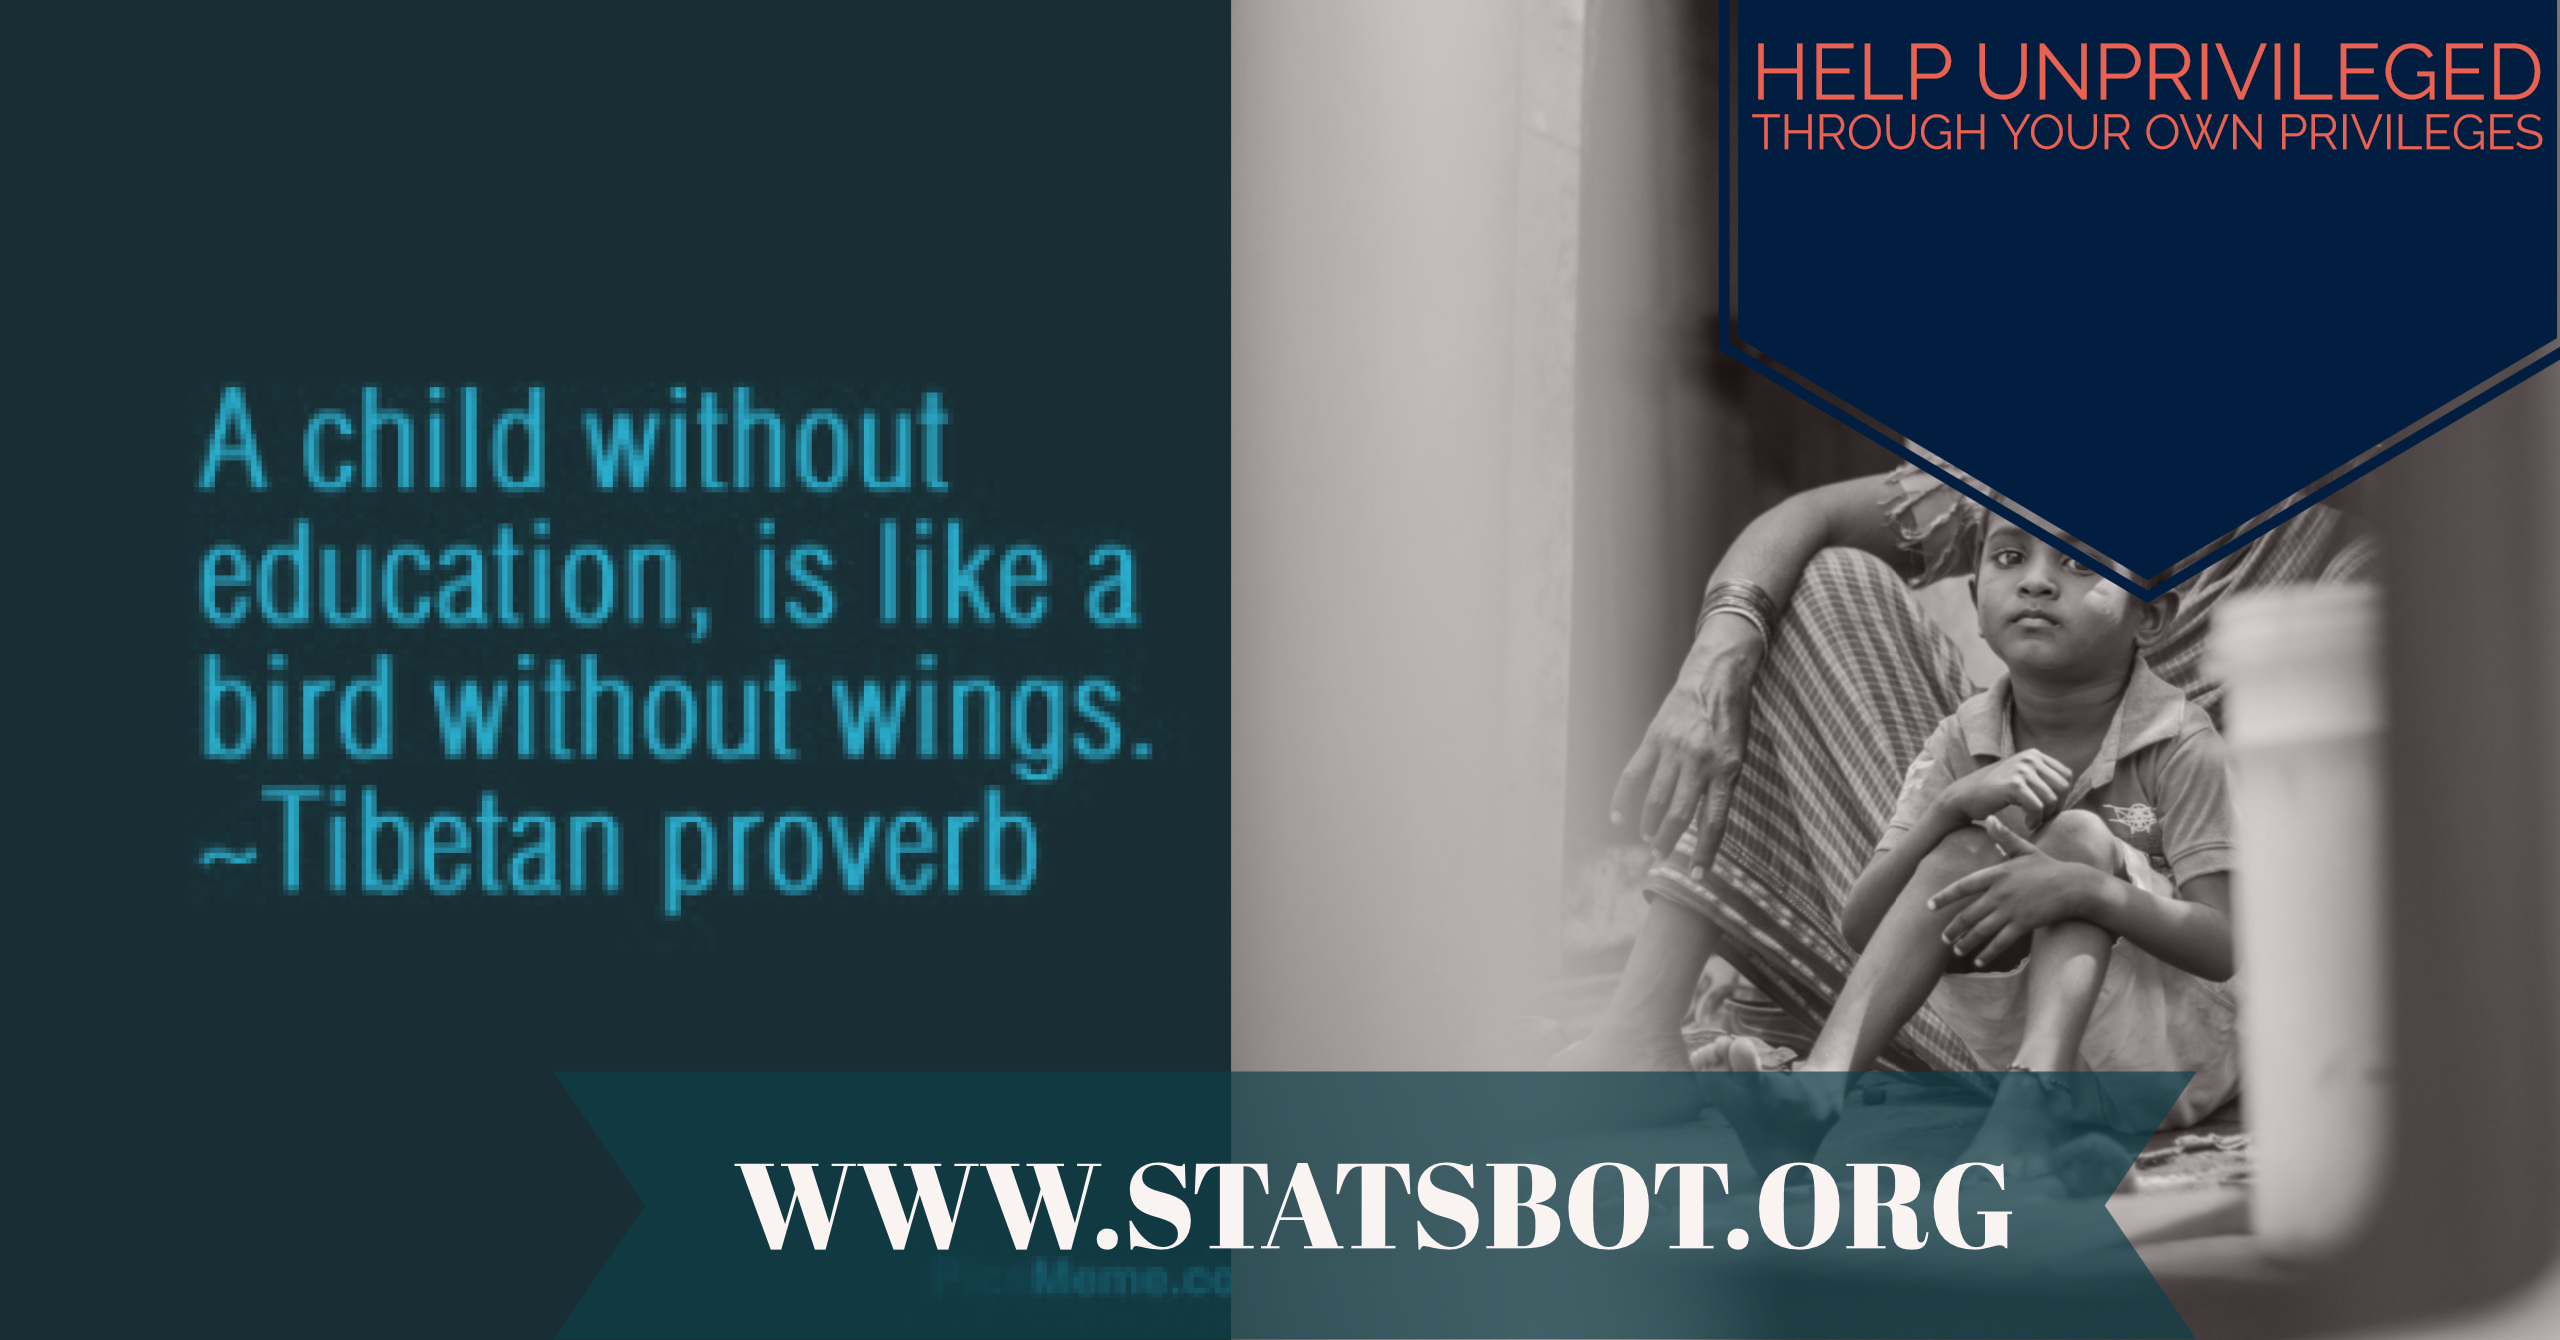 HELP UNPRIVILEGED
THROUGH YOUR OWN PRIVILEGES
A child without
education, is like a
bird without wings.
~Tibetan proverb
WWW.STATSBOT.ORG